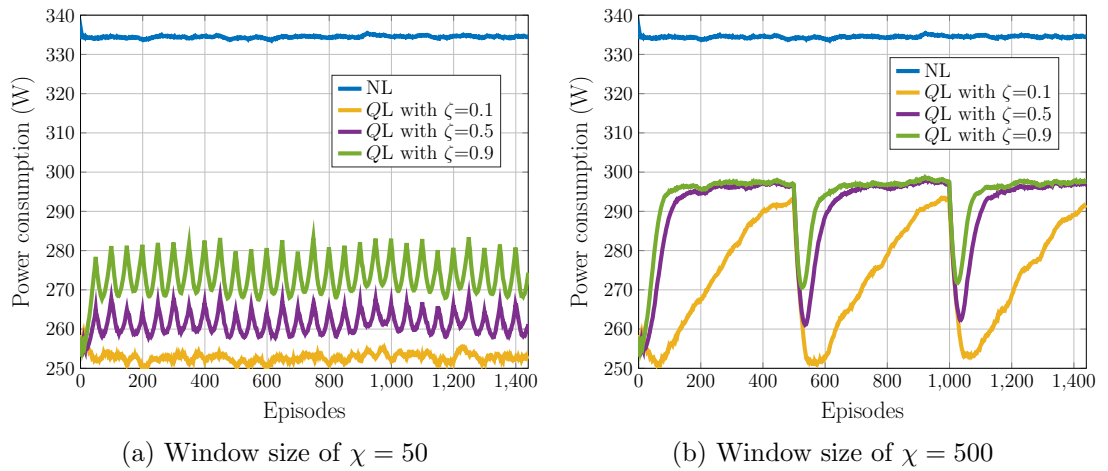 340
330
320
310
300
290
280
270
260
250
Power consumption (W)
0
200
400
600
800
1,000
1,200
1,400
Episodes
NL
QL with ζ=0.1
QL with ζ=0.5
QL with ζ=0.9
(a) Window size of χ = 50
340
330
320
310
300
290
280
270
260
250
Power consumption (W)
0
200
400
600
800
1,000
1,200
1,400
Episodes
NL
QL with ζ=0.1
QL with ζ=0.5
QL with ζ=0.9
(b) Window size of χ = 500